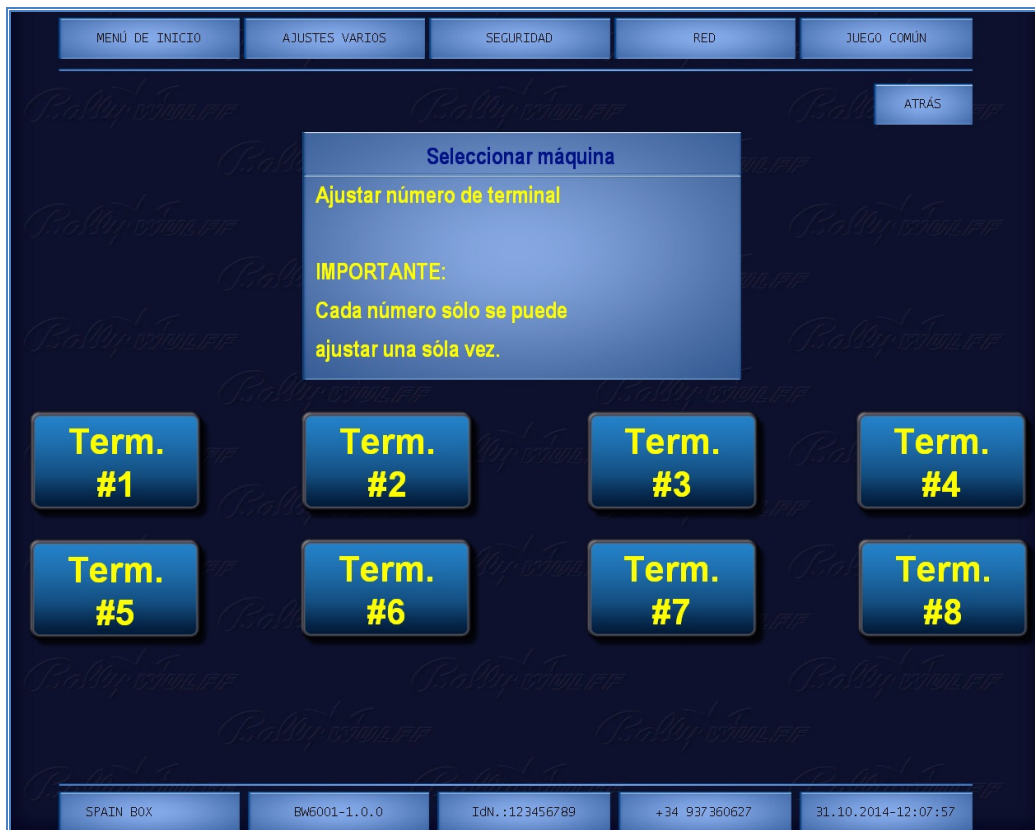 MENÚ DE INICIO
AJUSTES VARIOS
SEGURIDAD
RED
JUEGO COMÚN
ATRÁS
Seleccionar máquina
Ajustar número de terminal
IMPORTANTE:
Cada número sólo se puede
ajustar una sóla vez.
Term.
#1
Term.
#2
Term.
#3
Term.
#4
Term.
#5
Term.
#6
Term.
#7
Term.
#8
Bally WULFF
SPAIN BOX
BW6001-1.0.0
IdN.:123456789
+34 937360627
31.10.2014-12:07:57